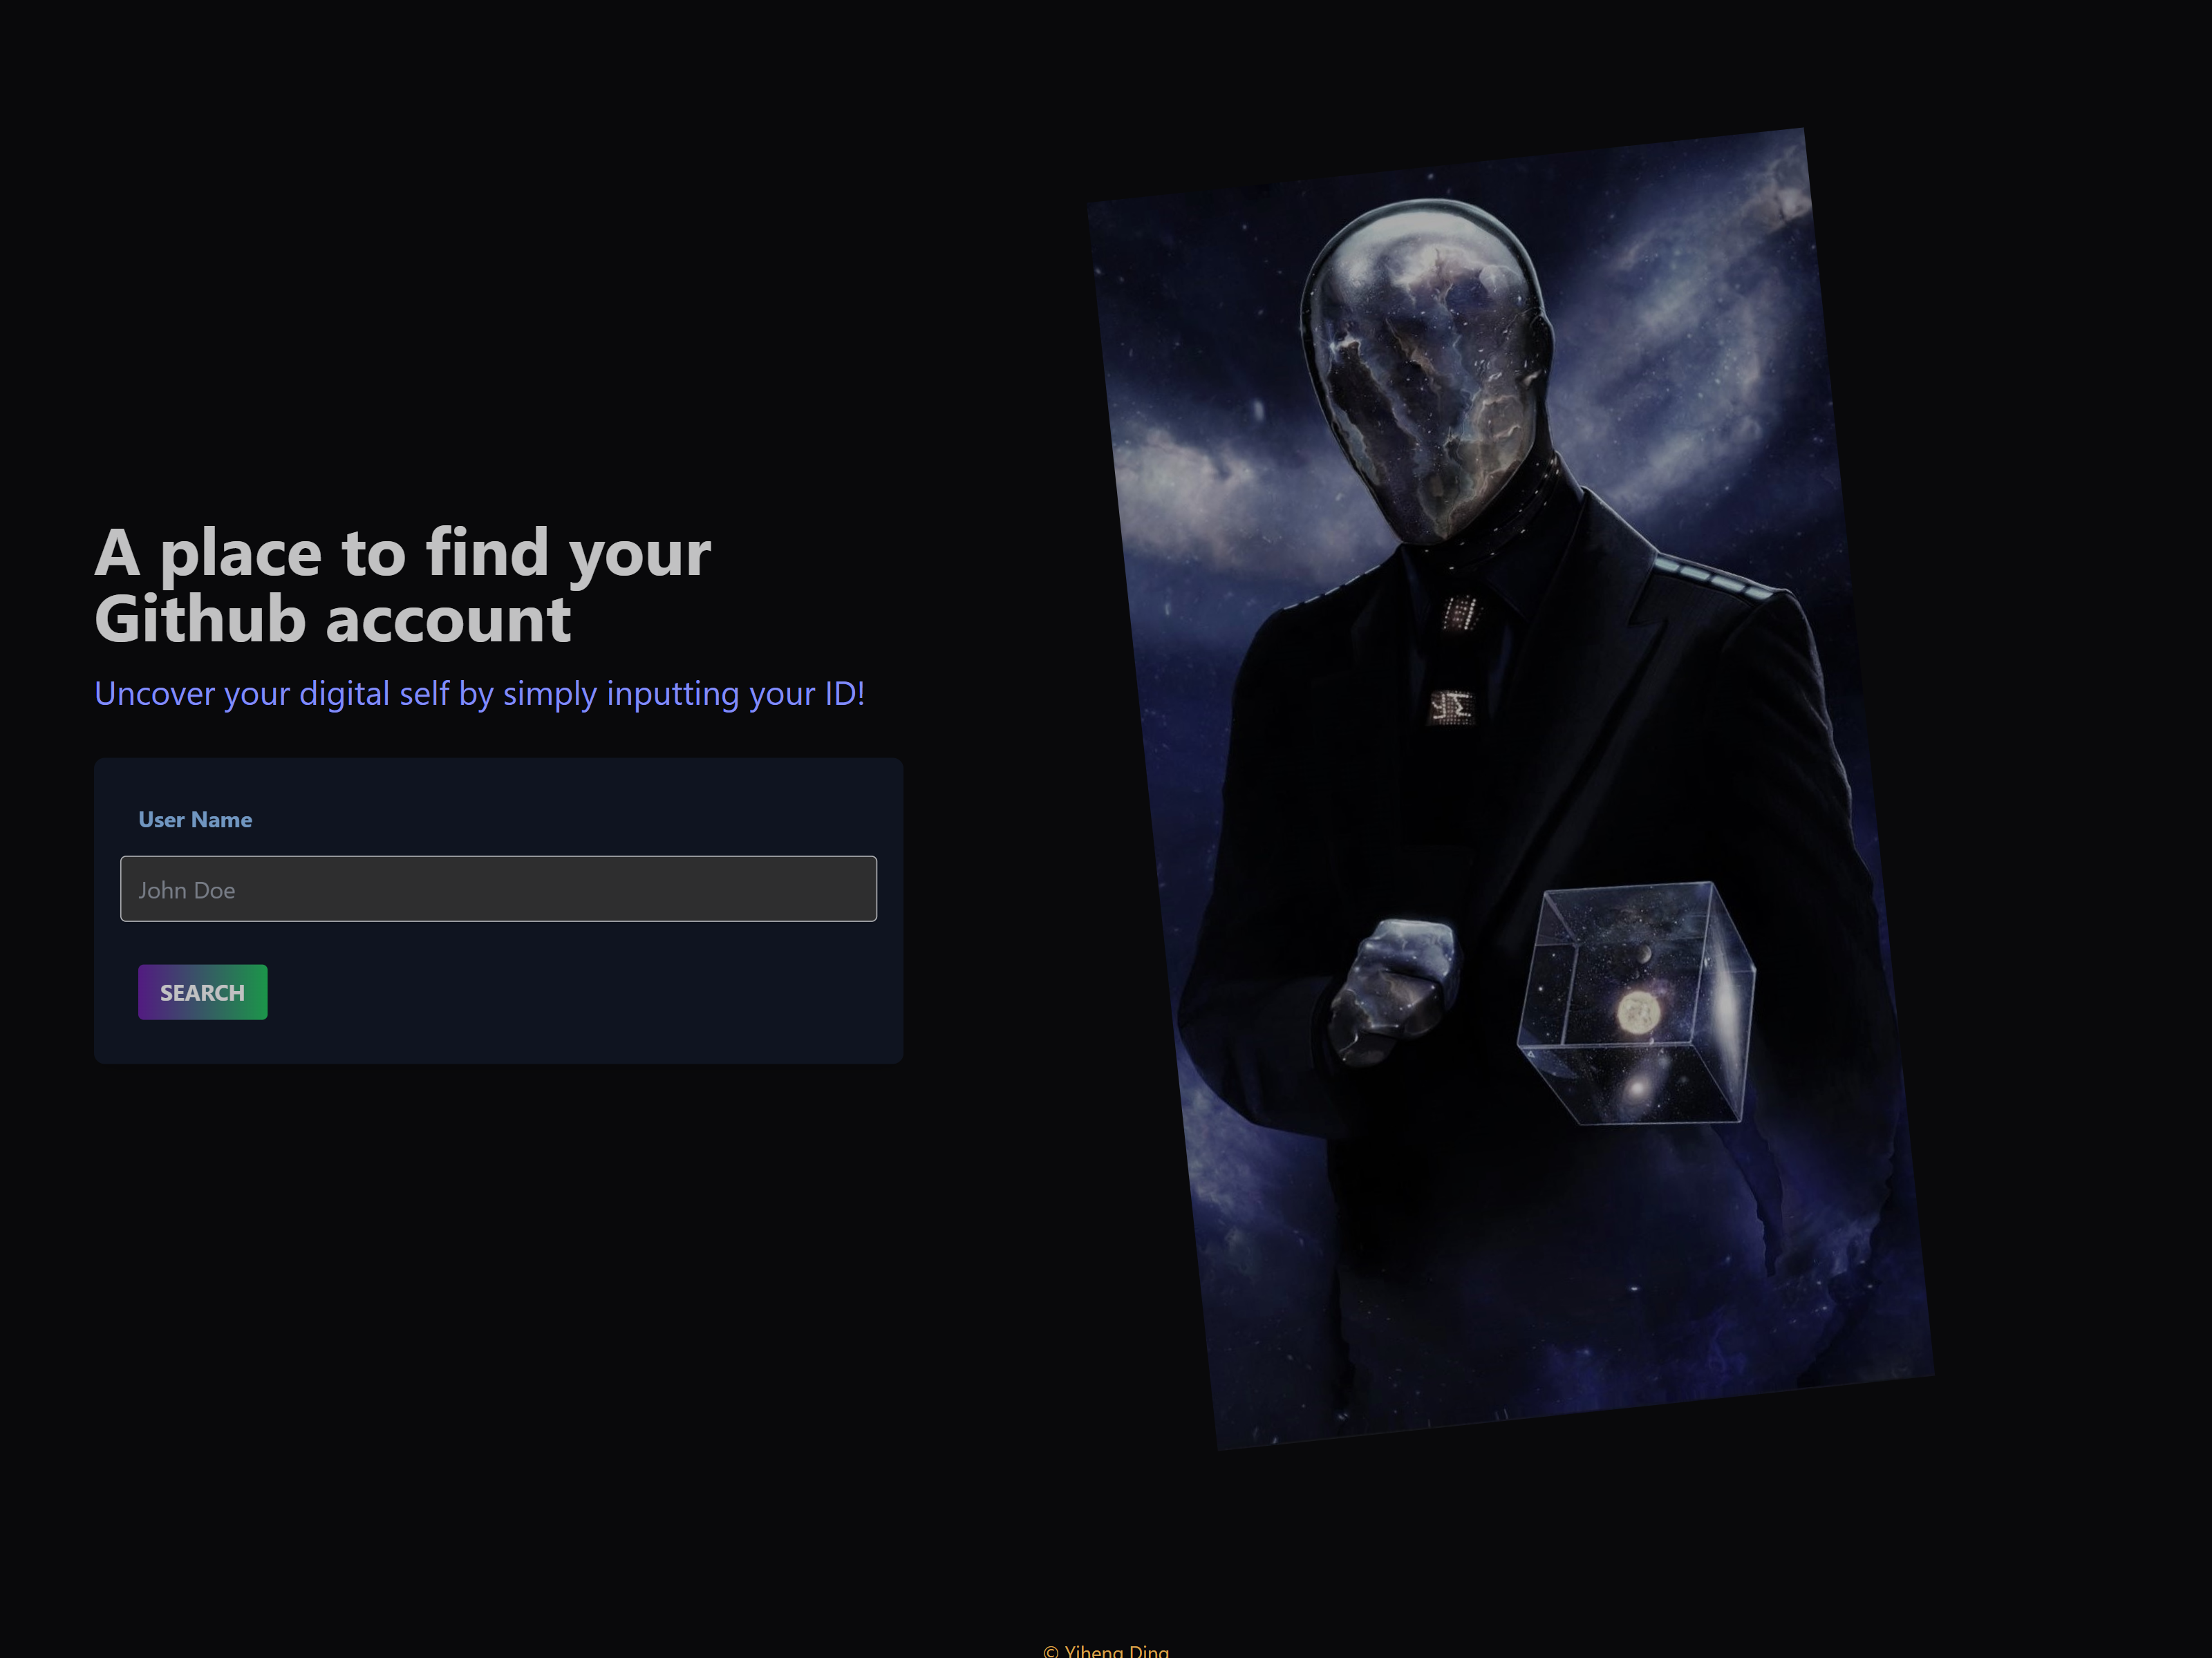 A place to find your
Github account
Uncover your digital self by simply inputting your ID!
User Name
John Doe
SEARCH
© Yiheng Ding